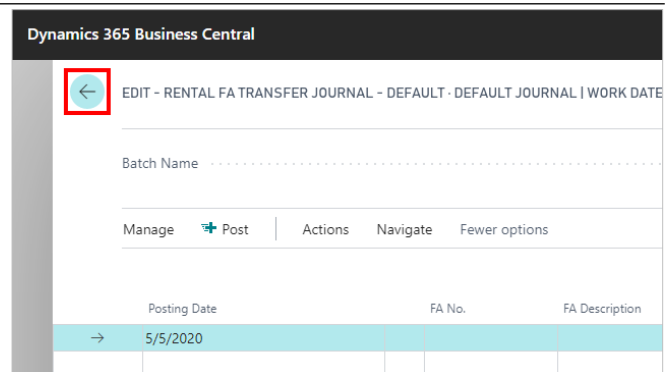 Dynamics 365 Business Central
EDIT - RENTAL FA TRANSFER JOURNAL - DEFAULT · DEFAULT JOURNAL | WORK DATE
Batch Name
Manage Post Actions Navigate Fewer options
Posting Date FA No. FA Description
5/5/2020